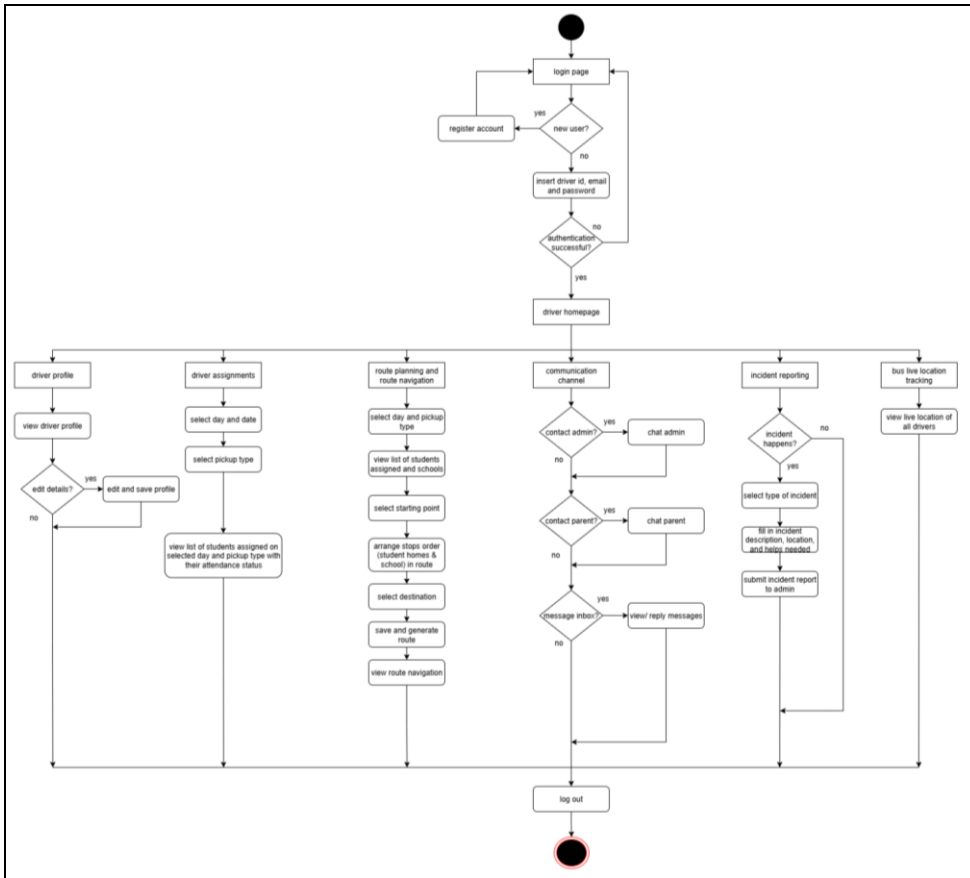 login page
yes
register account
new user?
no
insert driver id, email
and password
no
authentication
successful?
yes
driver homepage
driver profile
driver assignments
route planning and
route navigation
communication
channel
incident reporting
bus live location
tracking
view driver profile
edit details?
yes
edit and save profile
no
select day and date
select pickup type
view list of students assigned on
selected day and pickup type with
their attendance status
select day and pickup
type
view list of students
assigned and schools
select starting point
arrange stops order
(student homes &
school) in route
select destination
save and generate
route
view route navigation
contact admin?
yes
chat admin
no
contact parent?
yes
chat parent
no
message inbox?
yes
view/ reply messages
no
incident
happens?
no
yes
select type of incident
fill in incident
description, location,
and helps needed
submit incident report
to admin
view live location of
all drivers
log out